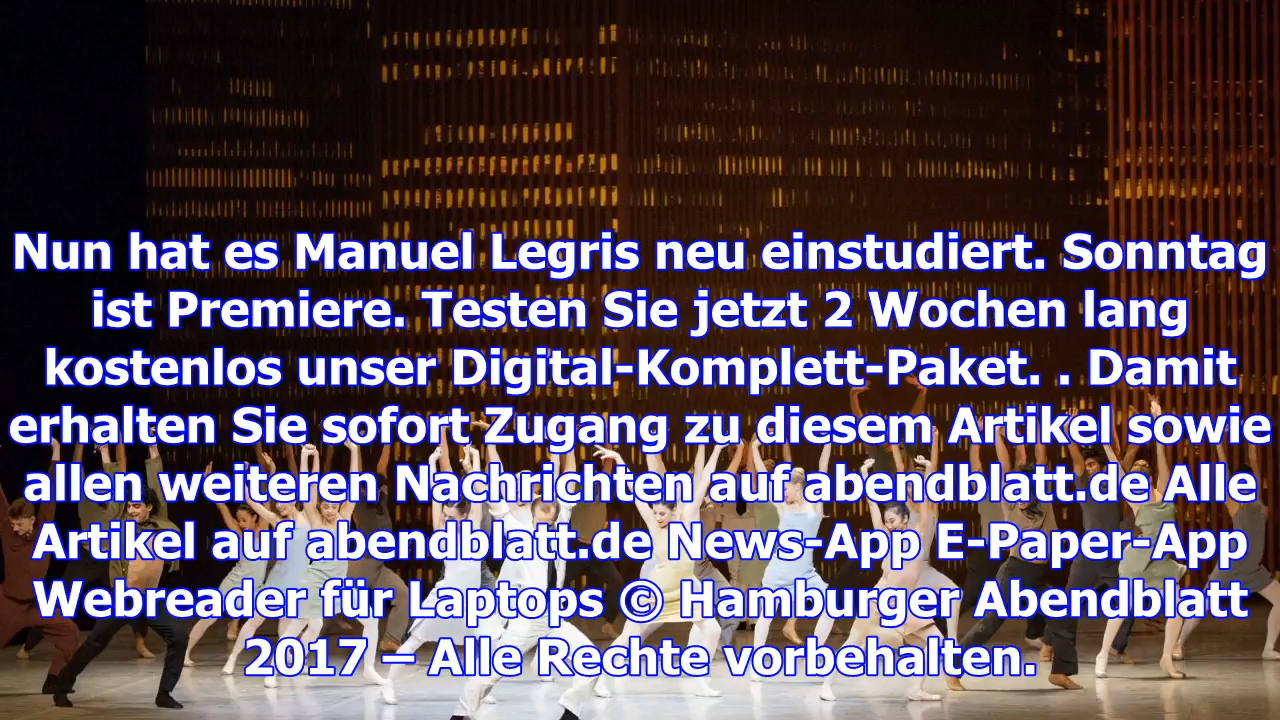 Nun hat es Manuel Legris neu einstudiert. Sonntag
ist Premiere. Testen Sie jetzt 2 Wochen lang
kostenlos unser Digital-Komplett-Paket. . Damit
erhalten Sie sofort Zugang zu diesem Artikel sowie
allen weiteren Nachrichten auf abendblatt.de Alle
Artikel auf abendblatt.de News-App E-Paper-App
Webreader für Laptops © Hamburger Abendblatt
2017 – Alle Rechte vorbehalten.